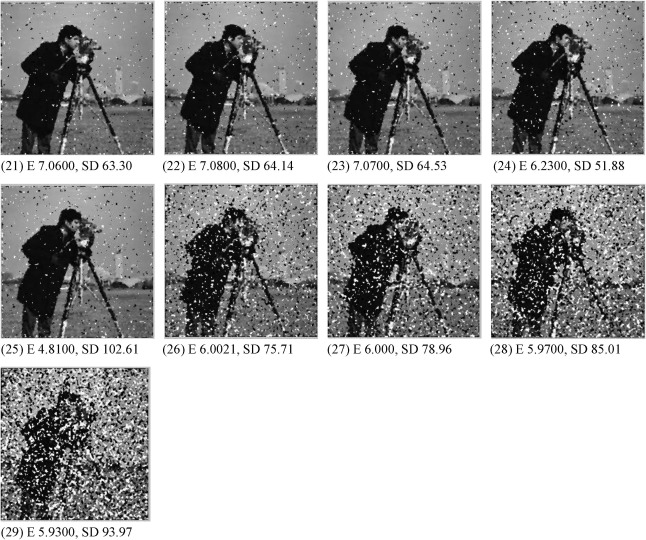 (21) E 7.0600, SD 63.30
(22) E 7.0800, SD 64.14
(23) E 7.0700, SD 64.53
(24) E 6.2300, SD 51.88
(25) E 4.8100, SD 102.61
(26) E 6.0021, SD 75.71
(27) E 6.000, SD 78.96
(28) E 5.9700, SD 85.01
(29) E 5.9300, SD 93.97